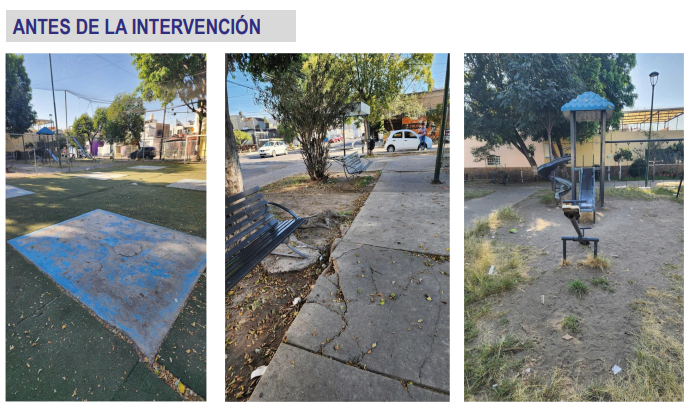 ANTES DE LA INTERVENCIÓN